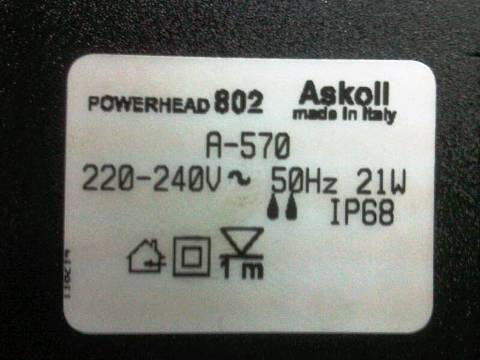 POWERHEAD 802 Askoll
made in Italy
A-570
220-240V~ 50Hz 21W
IP68
1 m